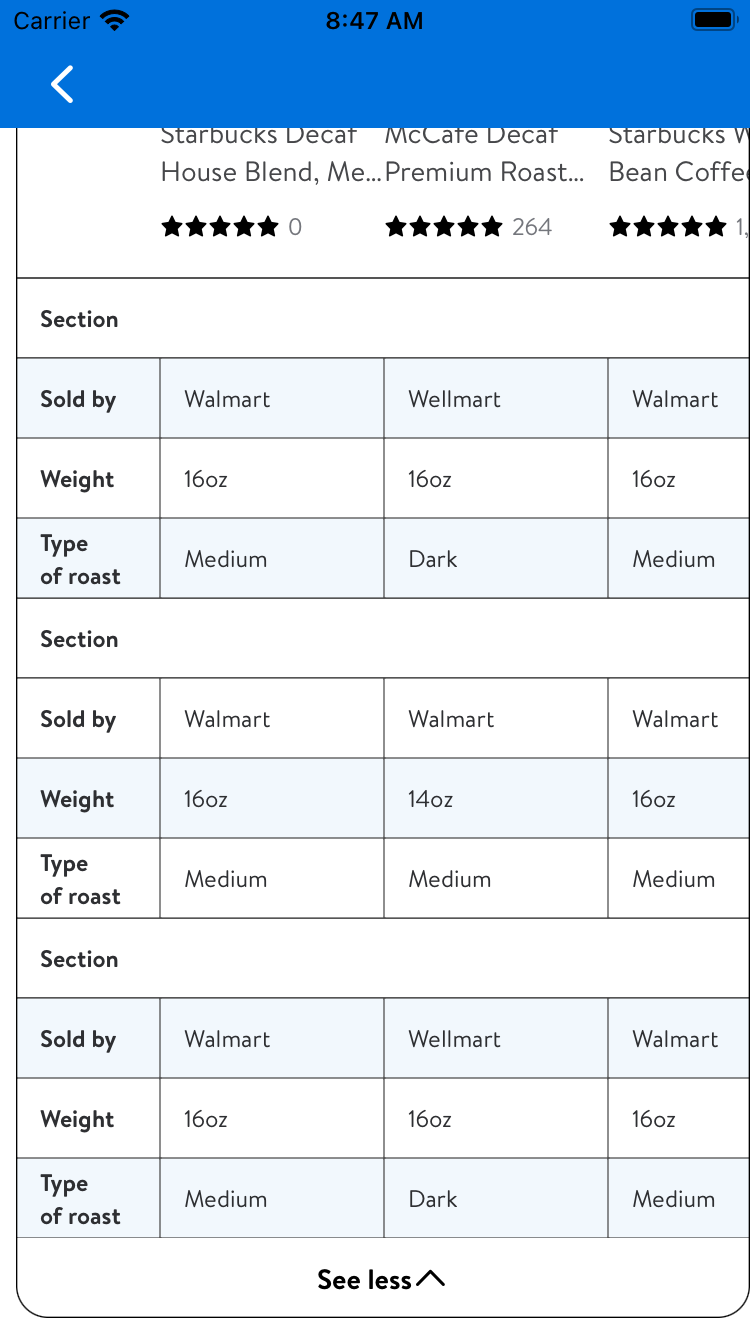 Carrier 8:47 AM
Starbucks Decaf McCafe Decaf Starbucks W
House Blend, Me... Premium Roast... Bean Coffe
0 264 1,
Section
Sold by Walmart Wellmart Walmart
Weight 16oz 16oz 16oz
Type
of roast Medium Dark Medium
Section
Sold by Walmart Walmart Walmart
Weight 16oz 14oz 16oz
Type
of roast Medium Medium Medium
Section
Sold by Walmart Wellmart Walmart
Weight 16oz 16oz 16oz
Type
of roast Medium Dark Medium
See less